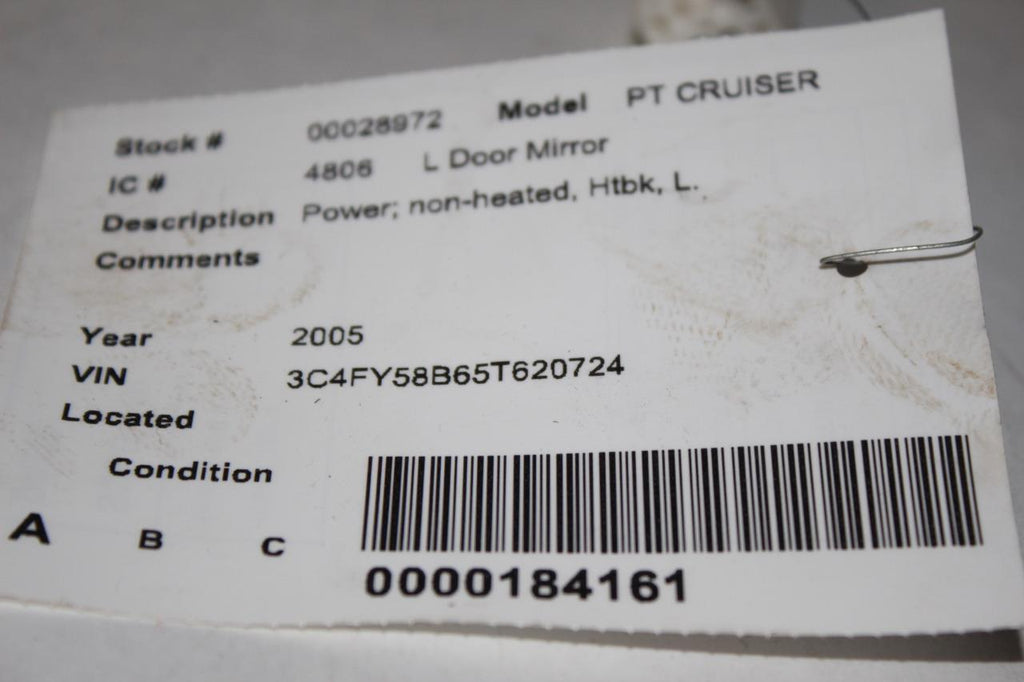 Stock # 00028972 Model PT CRUISER
IC # 4806 L Door Mirror
Description Power; non-heated, Htbk, L.
Comments
Year 2005
VIN 3C4FY58B65T620724
Located
Condition
A B C
0000184161